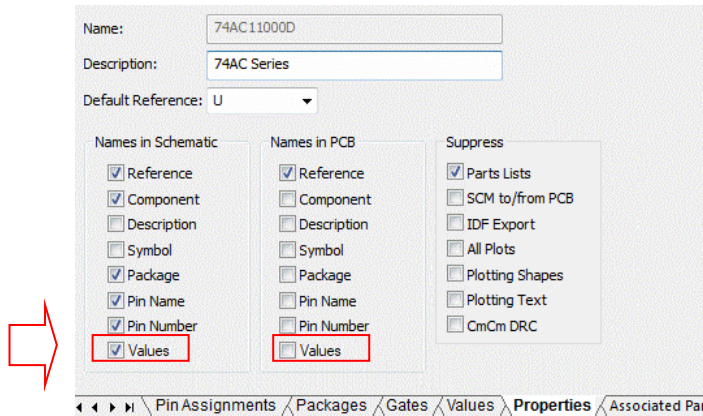 Name: 74AC11000D
Description: 74AC Series
Default Reference: U
Names in Schematic
Reference
Component
Description
Symbol
Package
Pin Name
Pin Number
Values
Names in PCB
Reference
Component
Description
Symbol
Package
Pin Name
Pin Number
Values
Suppress
Parts Lists
SCM to/from PCB
IDF Export
All Plots
Plotting Shapes
Plotting Text
CmCm DRC
Pin Assignments Packages Gates Values Properties Associated Par